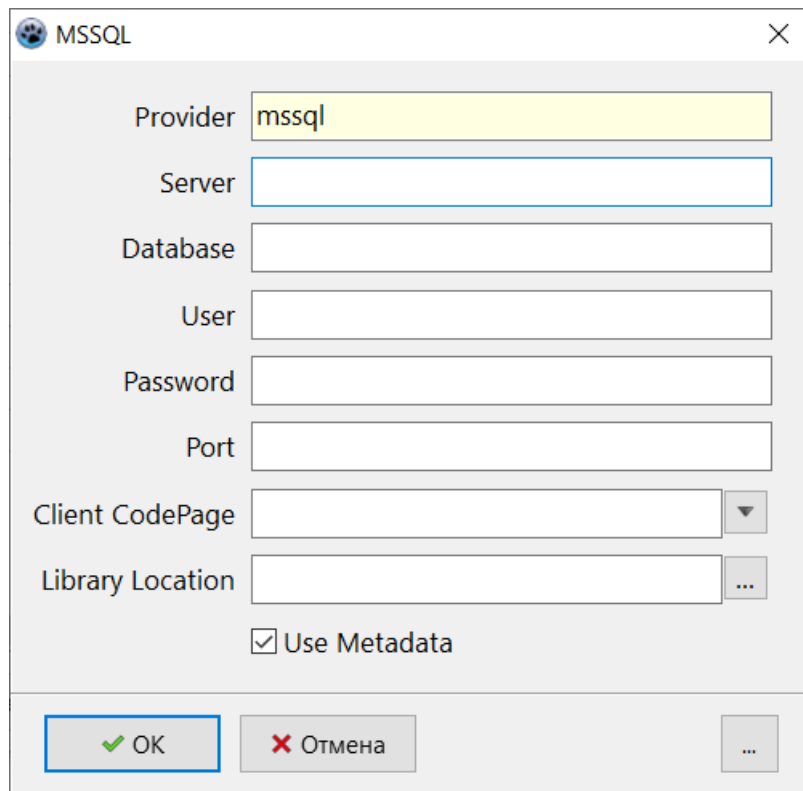 MSSQL
Provider mssql
Server
Database
User
Password
Port
Client CodePage
Library Location ...
Use Metadata
OK Отмена ...